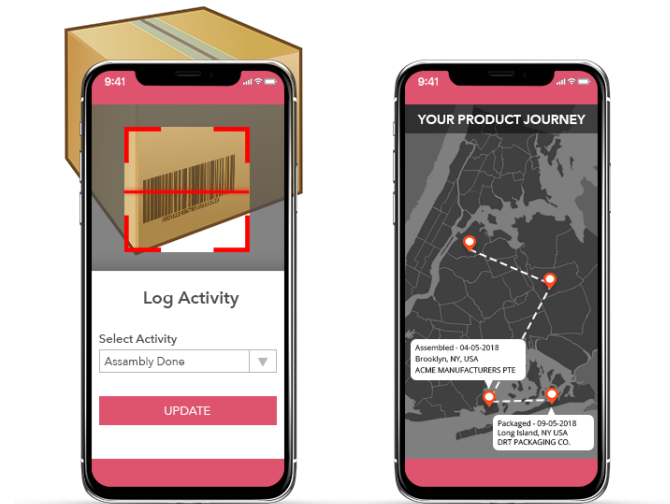 9:41
Log Activity
Select Activity
Assambly Done
UPDATE
9:41
YOUR PRODUCT JOURNEY
Assembled - 04-05-2018
Brooklyn, NY, USA
ACME MANUFACTURERS PTE
Packaged - 09-05-2018
Long Island, NY USA
DRT PACKAGING CO.